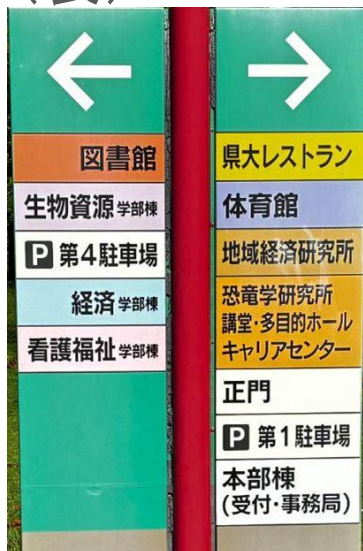 図書館
生物資源学部棟
P 第4駐車場
経済学部棟
看護福祉学部棟
県大レストラン
体育館
地域経済研究所
恐竜学研究所
講堂・多目的ホール
キャリアセンター
正門
P 第1駐車場
本部棟
(受付・事務局)